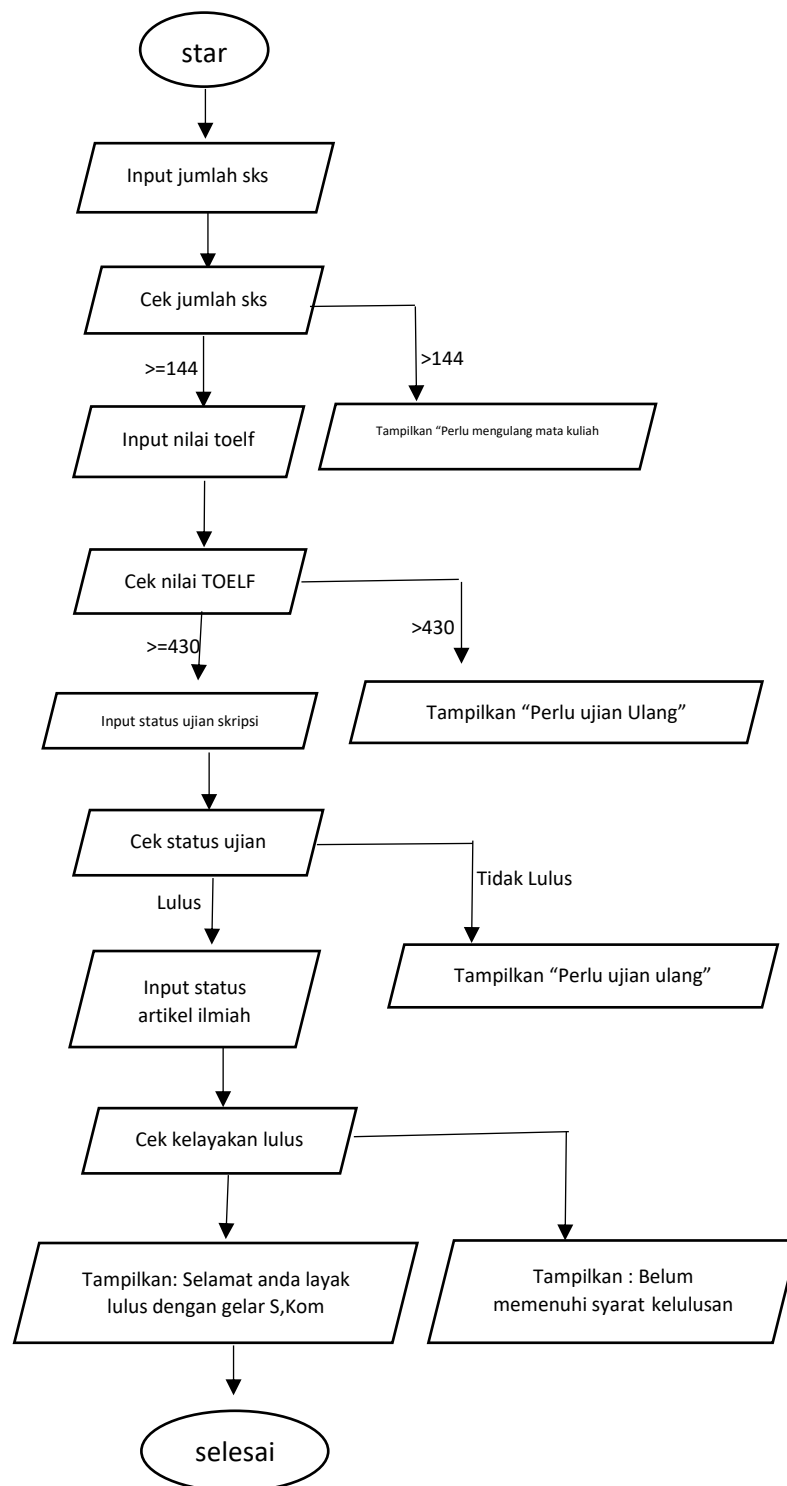 star
Input jumlah sks
Cek jumlah sks
>=144
>144
Input nilai toelf
Tampilkan “Perlu mengulang mata kuliah
Cek nilai TOELF
>=430
>430
Input status ujian skripsi
Tampilkan “Perlu ujian Ulang”
Cek status ujian
Lulus
Tidak Lulus
Input status
artikel ilmiah
Tampilkan “Perlu ujian ulang”
Cek kelayakan lulus
Tampilkan: Selamat anda layak
lulus dengan gelar S,Kom
Tampilkan : Belum
memenuhi syarat kelulusan
selesai